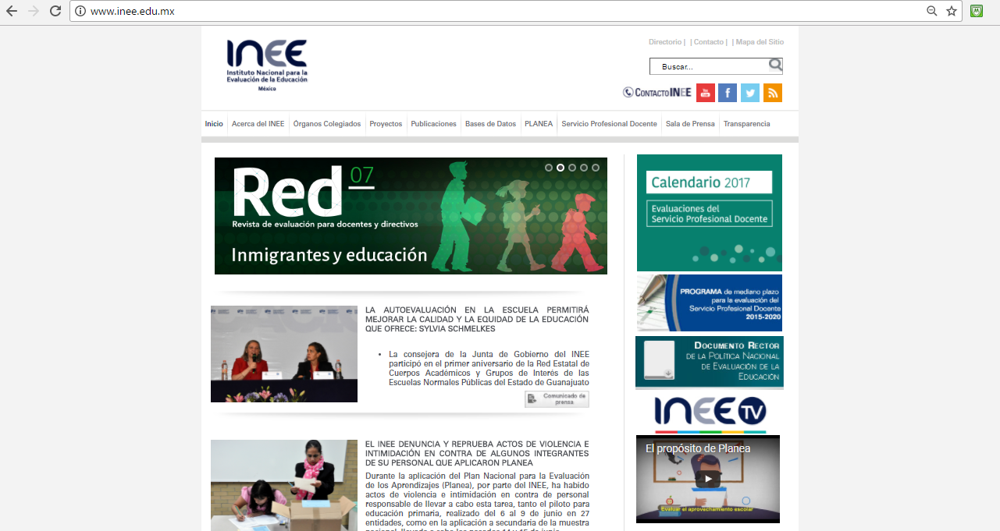 www.inee.edu.mx
INEE
Instituto Nacional para la
Evaluación de la Educación
México
Directorio | | Contacto | | Mapa del Sitio
Buscar...
CONTACTOINEE
You
Tube
Inicio Acerca del INEE Órganos Colegiados Proyectos Publicaciones Bases de Datos PLANEA Servicio Profesional Docente Sala de Prensa Transparencia
Red 07
Revista de evaluación para docentes y directivos
Inmigrantes y educación
LA AUTOEVALUACIÓN EN LA ESCUELA PERMITIRÁ
MEJORAR LA CALIDAD Y LA EQUIDAD DE LA EDUCACIÓN
QUE OFRECE: SYLVIA SCHMELKES
• La consejera de la Junta de Gobierno del INEE
participó en el primer aniversario de la Red Estatal de
Cuerpos Académicos y Grupos de Interés de las
Escuelas Normales Públicas del Estado de Guanajuato
Comunicado de
prensa
EL INEE DENUNCIA Y REPRUEBA ACTOS DE VIOLENCIA E
INTIMIDACIÓN EN CONTRA DE ALGUNOS INTEGRANTES
DE SU PERSONAL QUE APLICARON PLANEA
Durante la aplicación del Plan Nacional para la Evaluación
de los Aprendizajes (Planea), por parte del INEE, ha habido
actos de violencia e intimidación en contra de personal
responsable de llevar a cabo esta tarea, tanto el piloto para
educación primaria, realizado del 6 al 9 de junio en 27
entidades, como en la aplicación a secundaria de la muestra
Calendario 2017
Evaluaciones del
Servicio Profesional Docente
PROGRAMA de mediano plazo
para la evaluación del
Servicio Profesional Docente
2015-2020
DOCUMENTO RECTOR
DE LA POLÍTICA NACIONAL
DE EVALUACIÓN DE LA
EDUCACIÓN
INEE TV
El propósito de Planea
Evaluar el aprovechamiento escolar